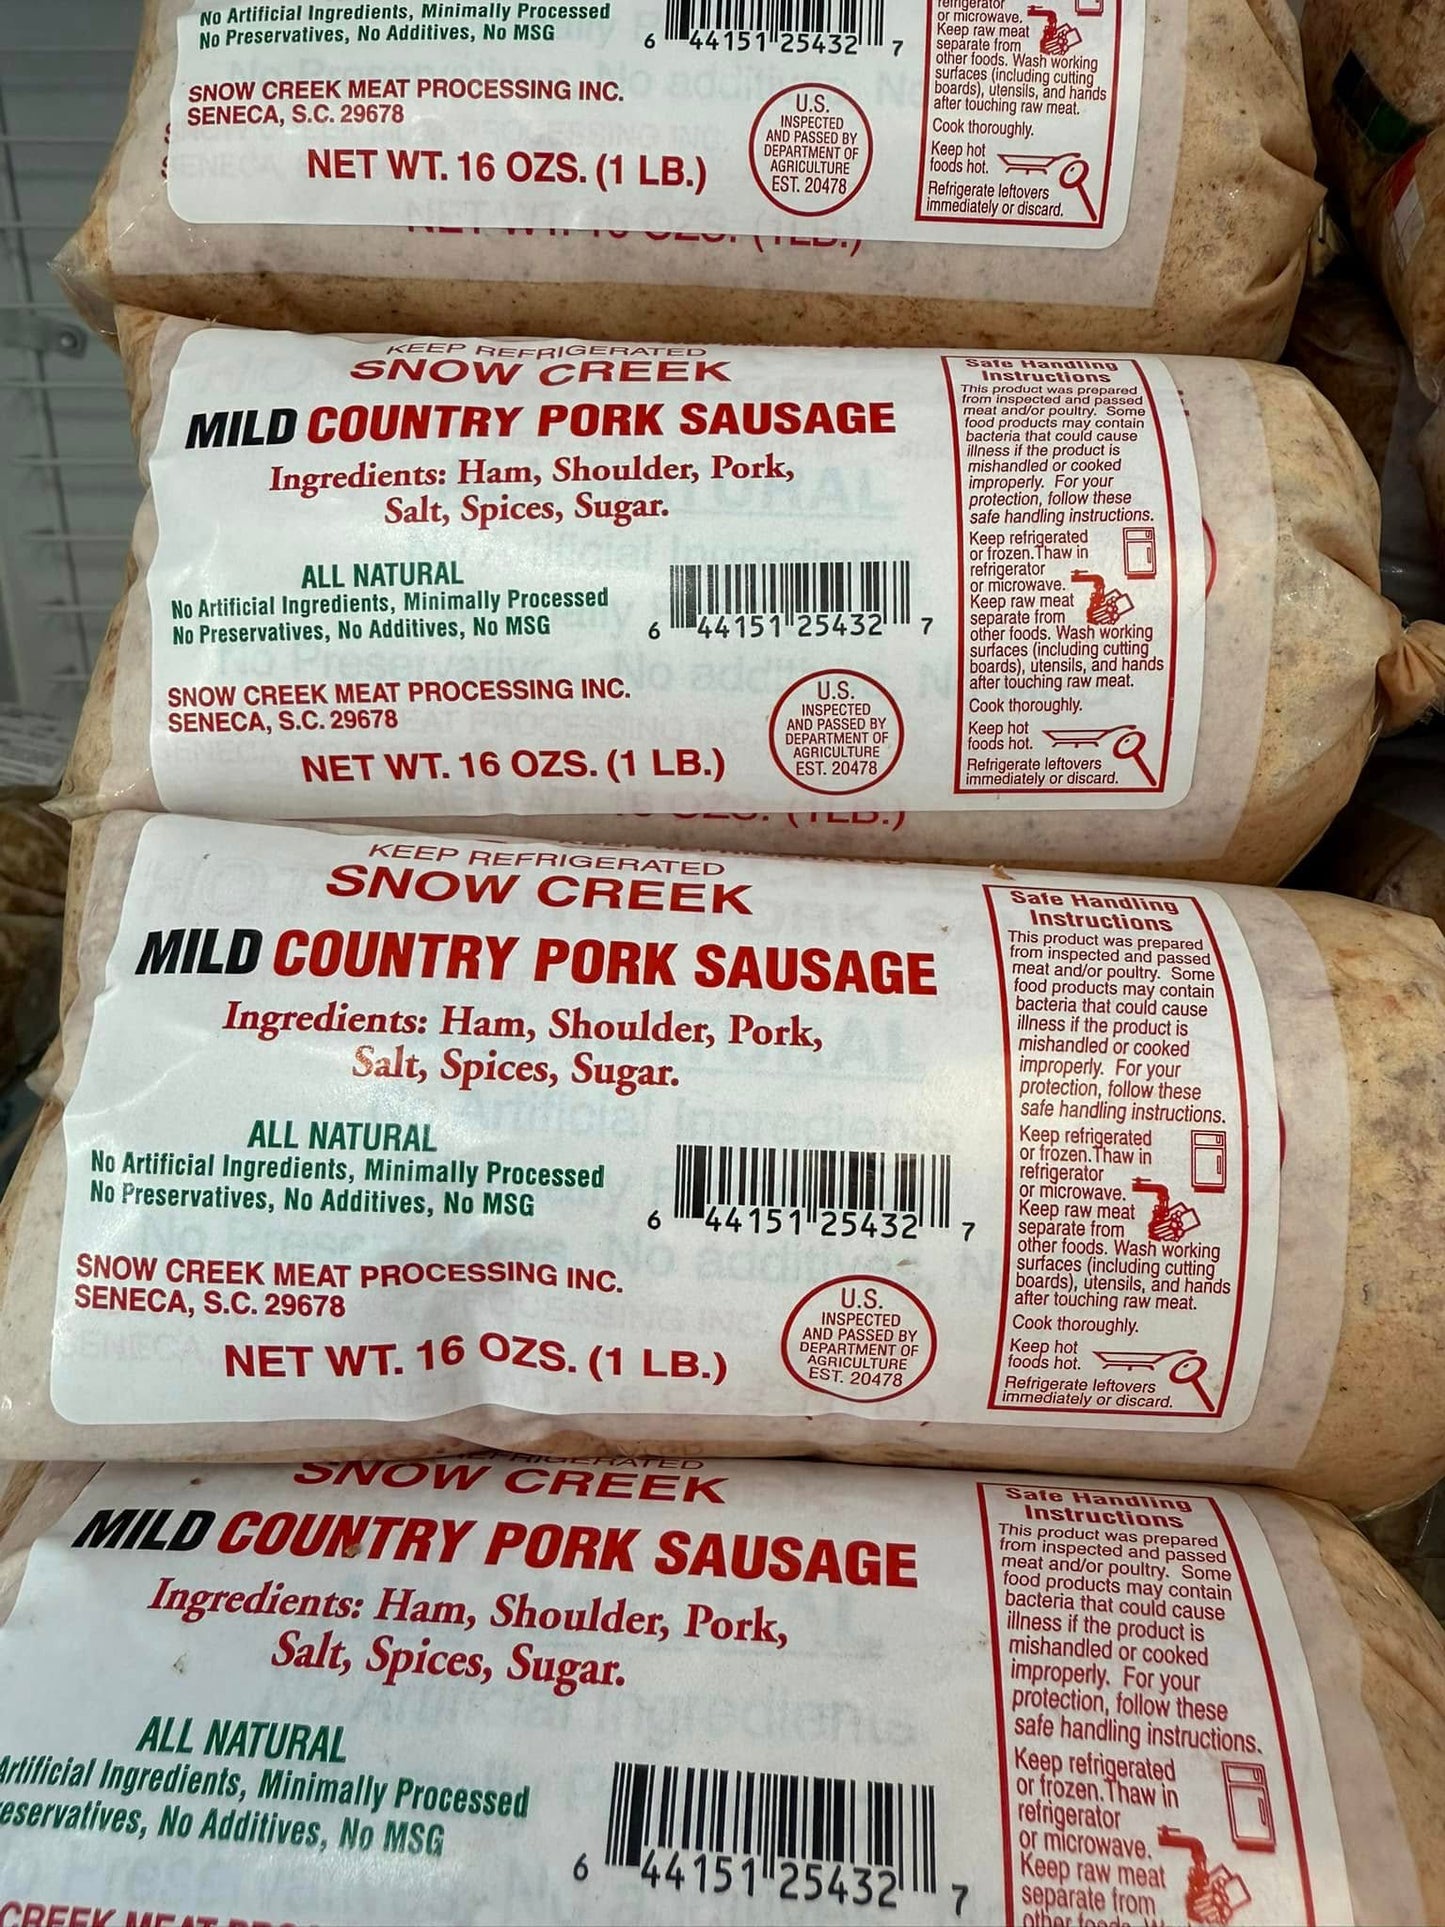 No Artificial Ingredients, Minimally Processed
No Preservatives, No Additives, No MSG
6 44151 25432 7
SNOW CREEK MEAT PROCESSING INC.
SENECA, S.C. 29678
NET WT. 16 OZS. (1 LB.)
U.S.
INSPECTED
AND PASSED BY
DEPARTMENT OF
AGRICULTURE
EST. 20478
refrigerator
or microwave.
Keep raw meat
separate from
other foods. Wash working
surfaces (including cutting
boards), utensils, and hands
after touching raw meat.
Cook thoroughly.
Keep hot
foods hot.
Refrigerate leftovers
immediately or discard.
NET WT. 16 OZS. (1LB.)
KEEP REFRIGERATED
SNOW CREEK
MILD COUNTRY PORK SAUSAGE
Ingredients: Ham, Shoulder, Pork,
Salt, Spices, Sugar.
ALL NATURAL
No Artificial Ingredients, Minimally Processed
No Preservatives, No Additives, No MSG
6 44151 25432 7
SNOW CREEK MEAT PROCESSING INC.
SENECA, S.C. 29678
NET WT. 16 OZS. (1 LB.)
U.S.
INSPECTED
AND PASSED BY
DEPARTMENT OF
AGRICULTURE
EST. 20478
Safe Handling
Instructions
This product was prepared
from inspected and passed
meat and/or poultry. Some
food products may contain
bacteria that could cause
illness if the product is
mishandled or cooked
improperly. For your
protection, follow these
safe handling instructions.
Keep refrigerated
or frozen.Thaw in
refrigerator
or microwave.
Keep raw meat
separate from
other foods. Wash working
surfaces (including cutting
boards), utensils, and hands
after touching raw meat.
Cook thoroughly.
Keep hot
foods hot.
Refrigerate leftovers
immediately or discard.
KEEP REFRIGERATED
SNOW CREEK
MILD COUNTRY PORK SAUSAGE
Ingredients: Ham, Shoulder, Pork,
Salt, Spices, Sugar.
ALL NATURAL
No Artificial Ingredients, Minimally Processed
No Preservatives, No Additives, No MSG
6 44151 25432 7
SNOW CREEK MEAT PROCESSING INC.
SENECA, S.C. 29678
NET WT. 16 OZS. (1 LB.)
U.S.
INSPECTED
AND PASSED BY
DEPARTMENT OF
AGRICULTURE
EST. 20478
Safe Handling
Instructions
This product was prepared
from inspected and passed
meat and/or poultry. Some
food products may contain
bacteria that could cause
illness if the product is
mishandled or cooked
improperly. For your
protection, follow these
safe handling instructions.
Keep refrigerated
or frozen.Thaw in
refrigerator
or microwave.
Keep raw meat
separate from
other foods. Wash working
surfaces (including cutting
boards), utensils, and hands
after touching raw meat.
Cook thoroughly.
Keep hot
foods hot.
Refrigerate leftovers
immediately or discard.
SNOW CREEK
MILD COUNTRY PORK SAUSAGE
Ingredients: Ham, Shoulder, Pork,
Salt, Spices, Sugar.
ALL NATURAL
Artificial Ingredients, Minimally Processed
eservatives, No Additives, No MSG
6 44151 25432 7
CREEK MEAT
Safe Handling
Instructions
This product was prepared
from inspected and passed
meat and/or poultry. Some
food products may contain
bacteria that could cause
illness if the product is
mishandled or cooked
improperly. For your
protection, follow these
safe handling instructions.
Keep refrigerated
or frozen.Thaw in
refrigerator
or microwave.
Keep raw meat
separate from